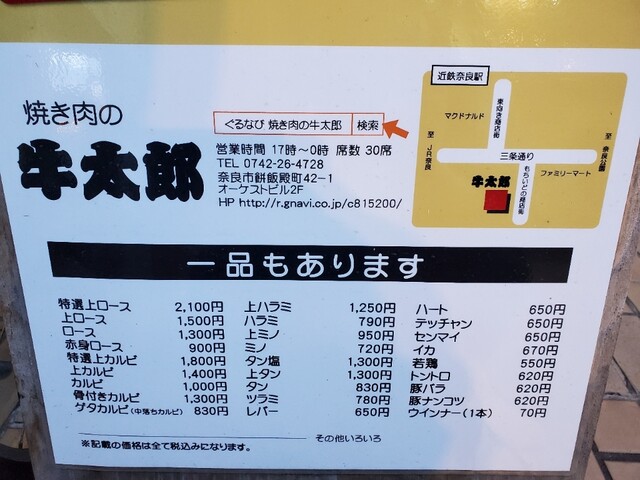 焼き肉の
牛太郎
ぐるなび 焼き肉の牛太郎 検索
営業時間 17時〜0時 席数 30席
TEL 0742-26-4728
奈良市餅飯殿町42−1
オーケストビル2F
HP http://r.gnavi.co.jp/c815200/
近鉄奈良駅
マクドナルド
東向き商店街
至 JR奈良
三条通り
至 奈良公園
牛太郎
もちいどの商店街
ファミリーマート
一品もあります
特選上ロース 2,100円
上ロース 1,500円
ロース 1,300円
赤身ロース 900円
特選上カルビ 1,800円
上カルビ 1,400円
カルビ 1,000円
骨付きカルビ 1,300円
ゲタカルビ(中落ちカルビ) 830円
上ハラミ 1,250円
ハラミ 790円
上ミノ 950円
ミノ 720円
タン塩 1,300円
上タン 1,300円
タン 830円
ツラミ 780円
レバー 650円
ハート 650円
テッチャン 650円
センマイ 650円
イカ 670円
若鶏 550円
トントロ 620円
豚バラ 620円
豚ナンコツ 620円
ウインナー(1本) 70円
その他いろいろ
※記載の価格は全て税込みになります。